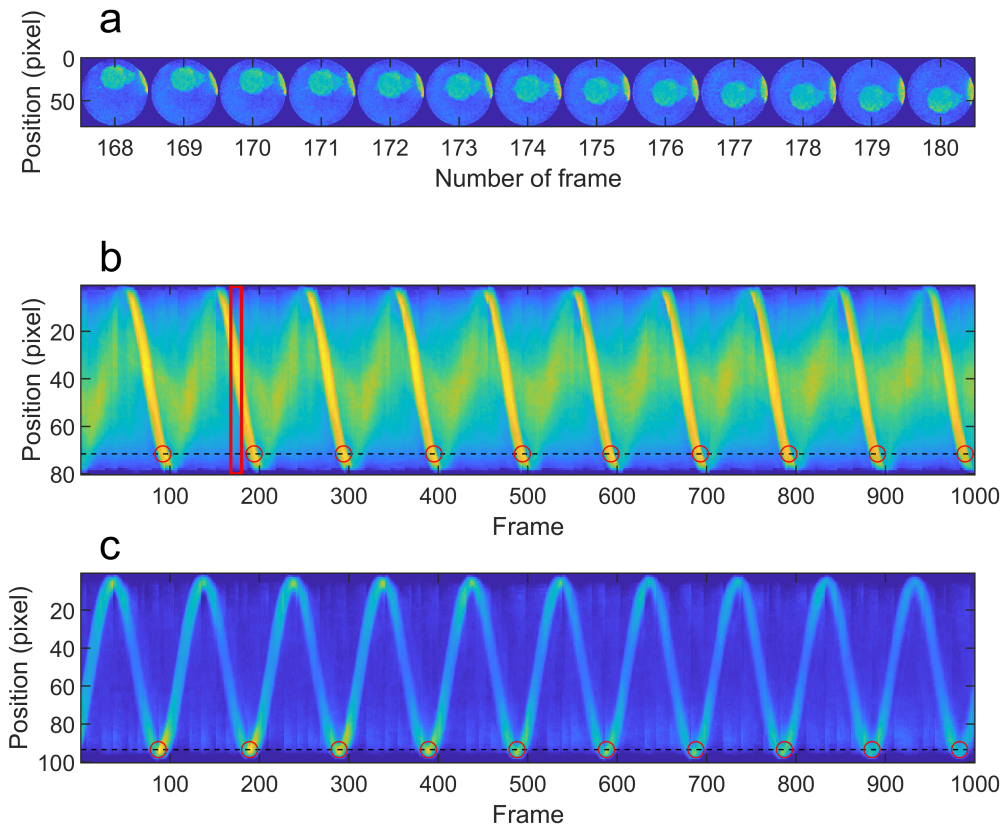 a
Position (pixel)
0
50
168 169 170 171 172 173 174 175 176 177 178 179 180
Number of frame
b
Position (pixel)
20
40
60
80
100 200 300 400 500 600 700 800 900 1000
Frame
c
Position (pixel)
20
40
60
80
100
100 200 300 400 500 600 700 800 900 1000
Frame